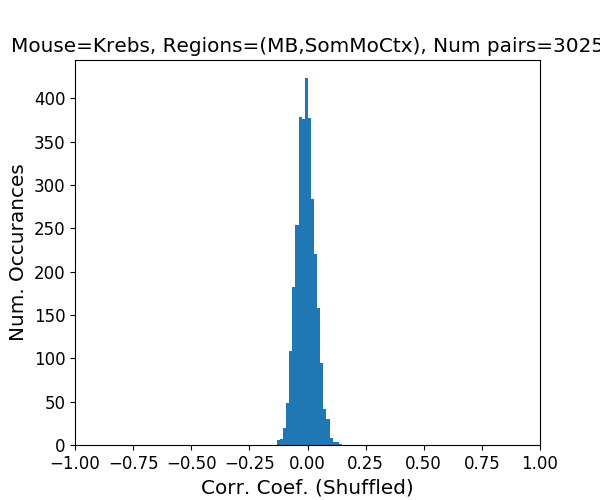 Mouse=Krebs, Regions=(MB,SomMoCtx), Num pairs=3025
Num. Occurances
400
350
300
250
200
150
100
50
0
−1.00 −0.75 −0.50 −0.25 0.00 0.25 0.50 0.75 1.00
Corr. Coef. (Shuffled)